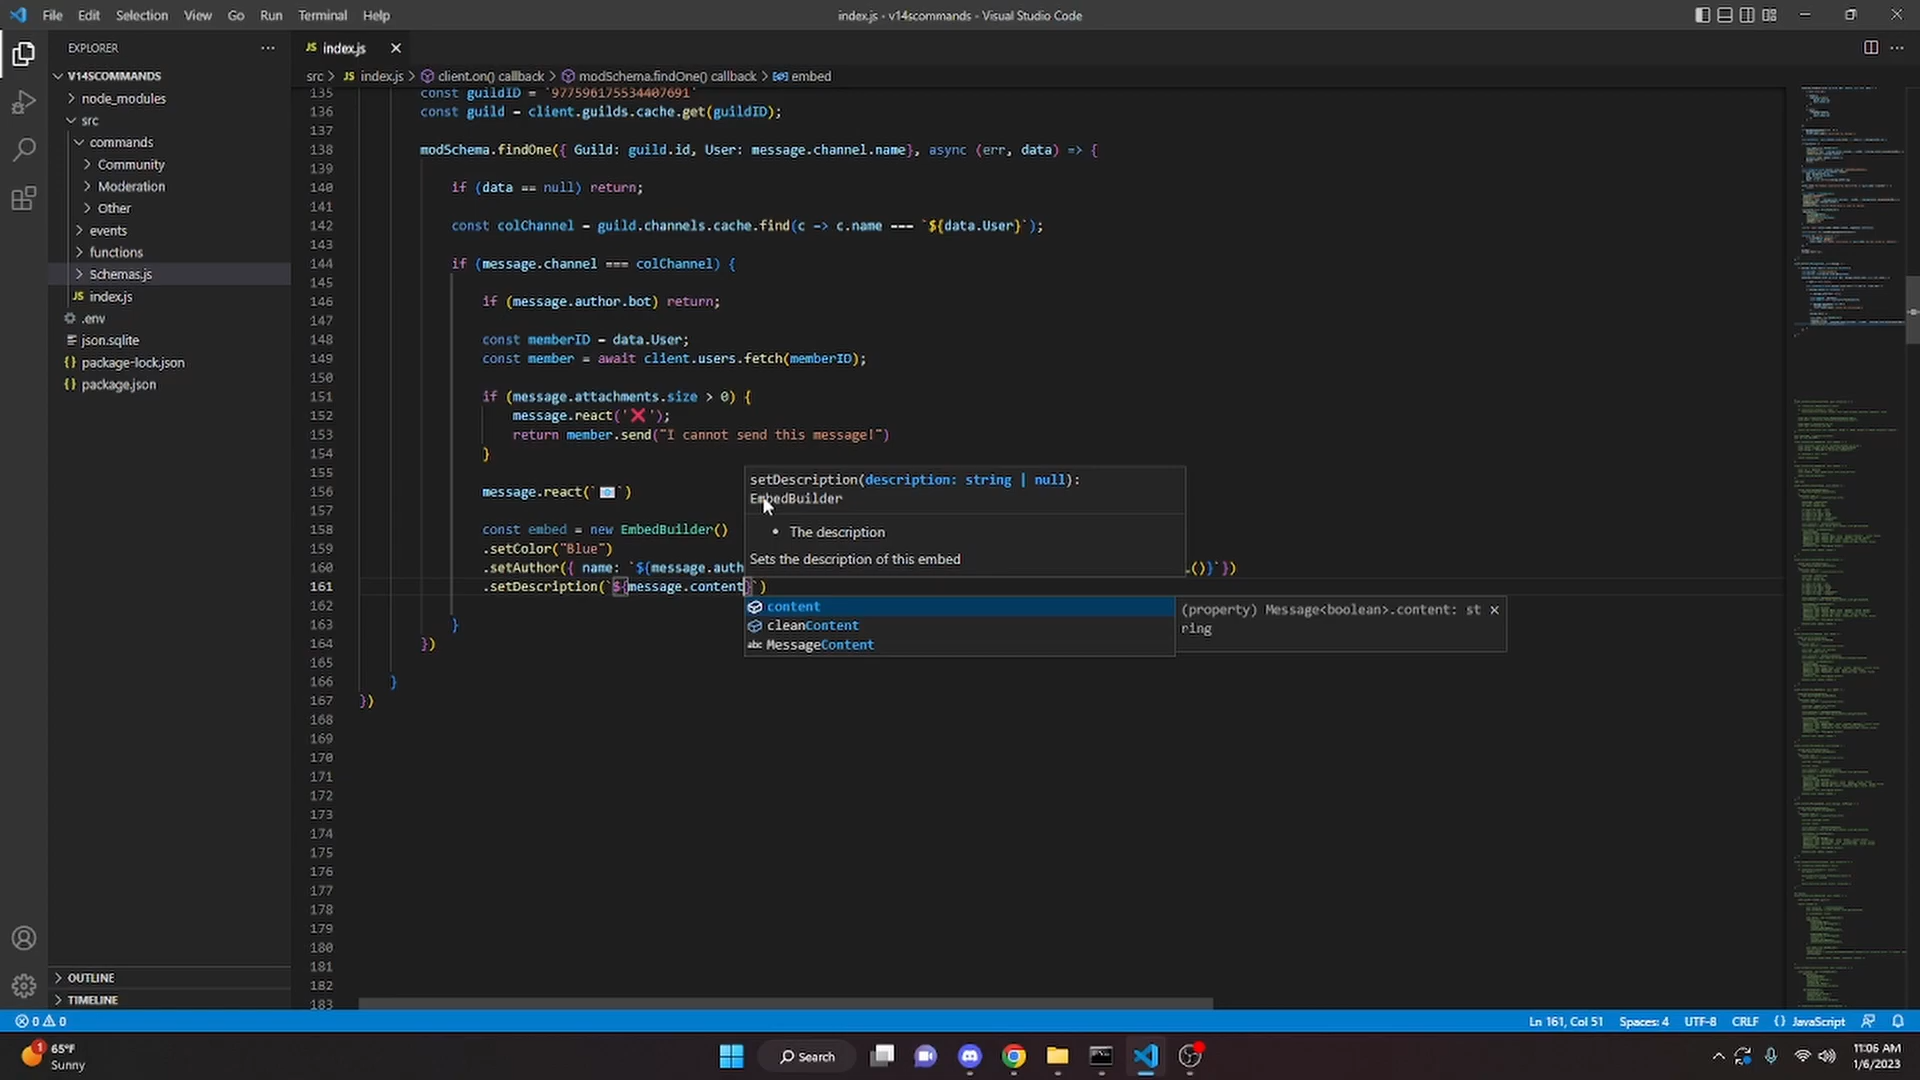 File Edit Selection View Go Run Terminal Help
index.js - v14scommands - Visual Studio Code
EXPLORER
JS index.js
V14SCOMMANDS
node_modules
src
commands
Community
Moderation
Other
events
functions
Schemas.js
JS index.js
.env
json.sqlite
{} package-lock.json
{} package.json
OUTLINE
TIMELINE
src > JS index.js > client.on() callback > modSchema.findOne() callback > embed
135 const guildID = '977596175534407691'
136 const guild = client.guilds.cache.get(guildID);
137
138 modSchema.findOne({ Guild: guild.id, User: message.channel.name}, async (err, data) => {
139
140 if (data == null) return;
141
142 const colChannel = guild.channels.cache.find(c => c.name === `${data.User}`);
143
144 if (message.channel === colChannel) {
145
146 if (message.author.bot) return;
147
148 const memberID = data.User;
149 const member = await client.users.fetch(memberID);
150
151 if (message.attachments.size > 0) {
152 message.react('❌');
153 return member.send("I cannot send this message!")
154 }
155
156 message.react(`📧`)
157
158 const embed = new EmbedBuilder()
159 .setColor("Blue")
160 .setAuthor({ name: `${message.auth .()}`})
161 .setDescription(`${message.content}`)
162
163 }
164 })
165
166 }
167 })
168
169
170
171
172
173
174
175
176
177
178
179
180
181
182
183
setDescription(description: string | null):
EmbedBuilder
• The description
Sets the description of this embed
content
cleanContent
abc MessageContent
(property) Message<boolean>.content: st
ring
0 0
Ln 161, Col 51 Spaces: 4 UTF-8 CRLF {} JavaScript
1
65°F
Sunny
Search
11:06 AM
1/6/2023